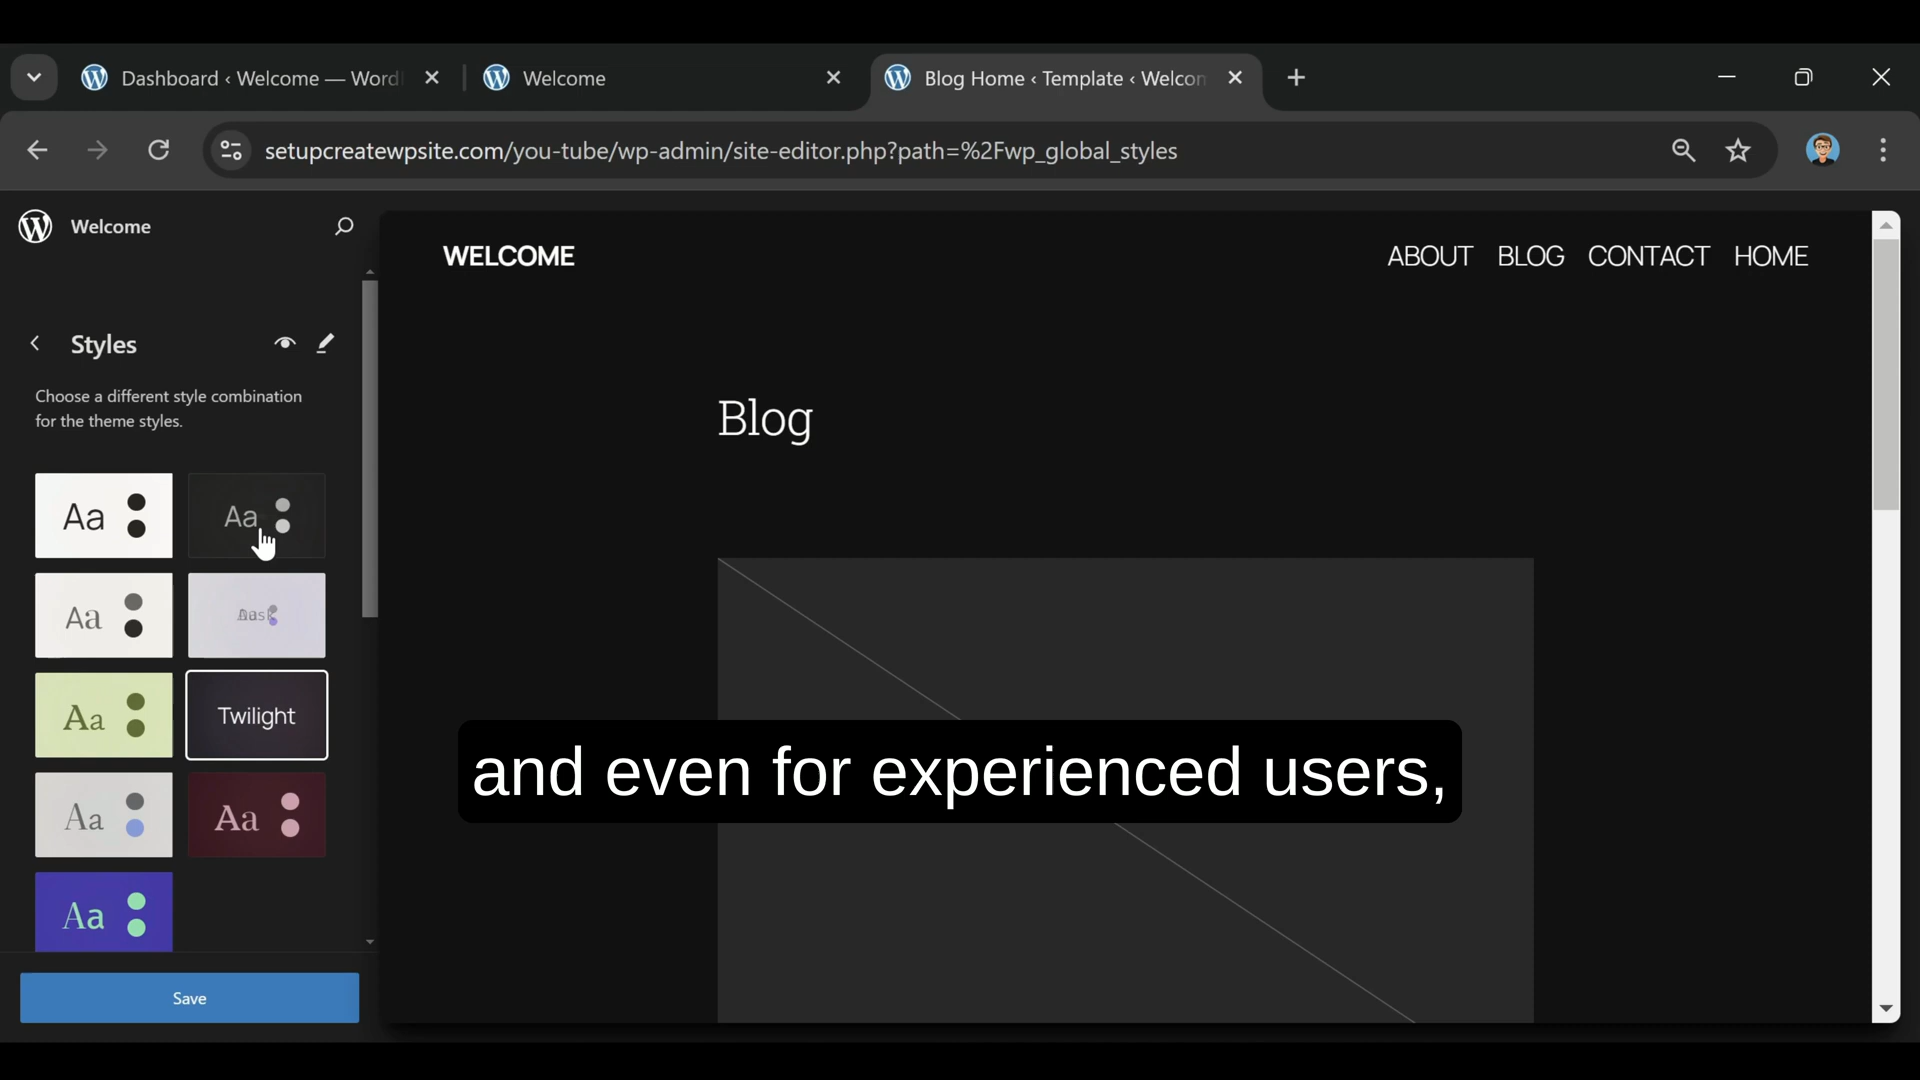 Dashboard ‹ Welcome — Word
Welcome
Blog Home ‹ Template ‹ Welcon
setupcreatewpsite.com/you-tube/wp-admin/site-editor.php?path=%2Fwp_global_styles
Welcome
WELCOME
ABOUT BLOG CONTACT HOME
Styles
Choose a different style combination
for the theme styles.
Blog
Aa
Aa
Aa
Aa
Twilight
Aa
Aa
Aa
and even for experienced users,
Save